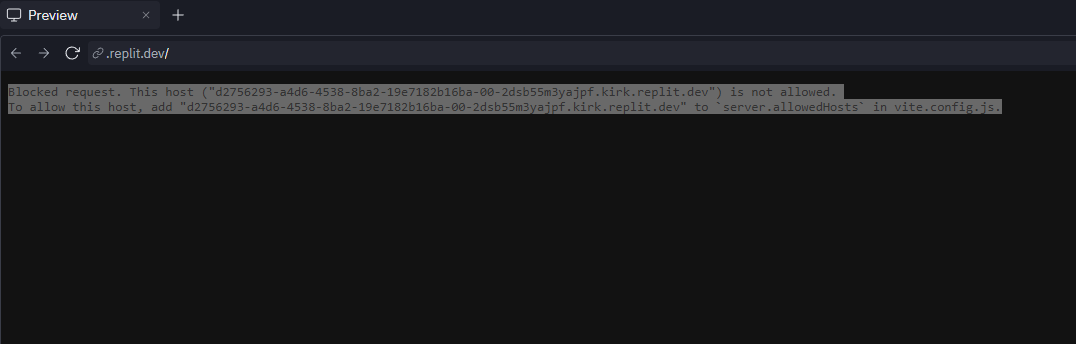 Preview
.replit.dev/
Blocked request. This host ("d2756293-a4d6-4538-8ba2-19e7182b16ba-00-2dsb55m3yajpf.kirk.replit.dev") is not allowed.
To allow this host, add "d2756293-a4d6-4538-8ba2-19e7182b16ba-00-2dsb55m3yajpf.kirk.replit.dev" to `server.allowedHosts` in vite.config.js.